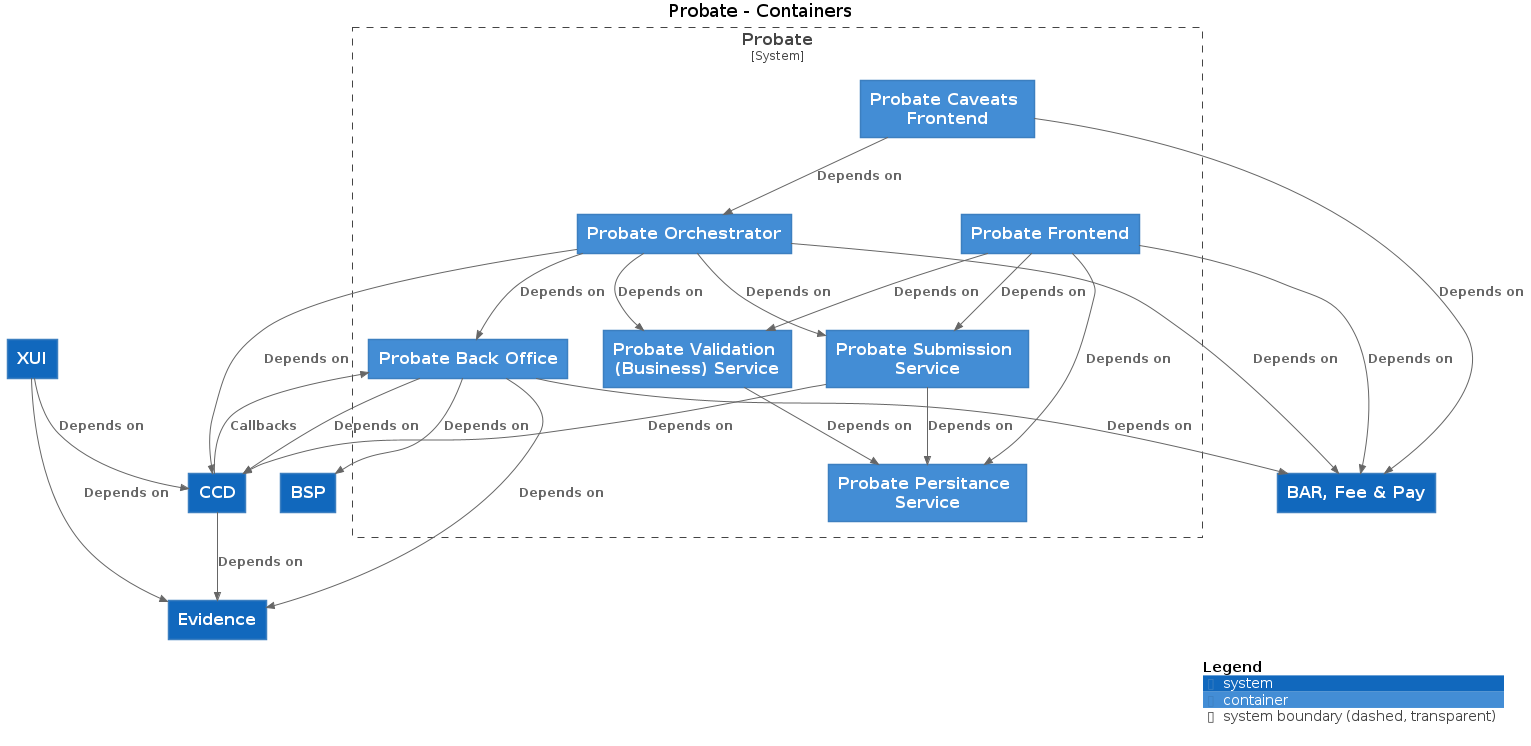 Probate - Containers
Probate
[System]
Probate Caveats
Frontend
Depends on
Probate Orchestrator
Probate Frontend
Depends on
Depends on
Depends on
Depends on
Depends on
Depends on
XUI
Probate Back Office
Probate Validation
(Business) Service
Probate Submission
Service
Depends on
Depends on
Depends on
Depends on
Depends on
Callbacks
Depends on
Depends on
Depends on
Depends on
Depends on
Depends on
Depends on
CCD
BSP
Depends on
Probate Persitance
Service
BAR, Fee & Pay
Depends on
Evidence
Legend
system
container
system boundary (dashed, transparent)